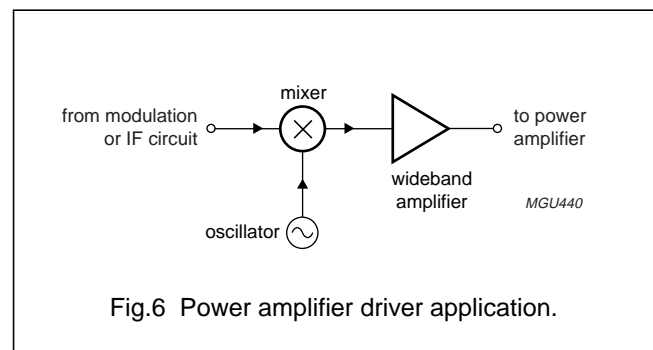 mixer
from modulation
or IF circuit
to power
amplifier
wideband
amplifier
MGU440
oscillator
Fig.6 Power amplifier driver application.